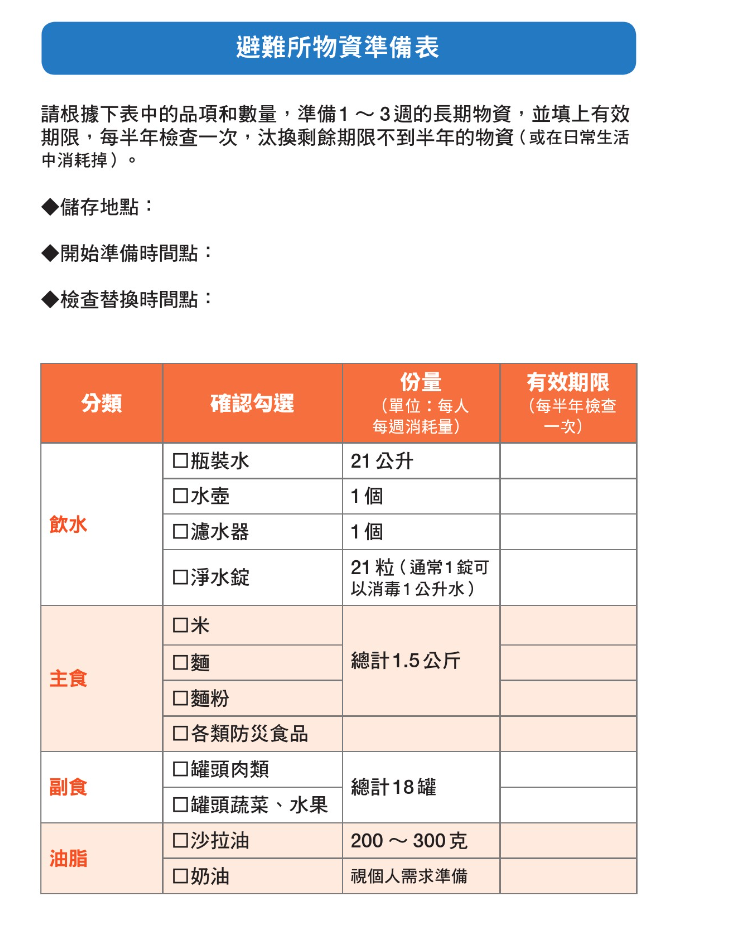 避難所物資準備表
請根據下表中的品項和數量，準備1～3週的長期物資，並填上有效
期限，每半年檢查一次，汰換剩餘期限不到半年的物資（或在日常生活
中消耗掉）。
◆儲存地點：
◆開始準備時間點：
◆檢查替換時間點：
分類 確認勾選 份量 有效期限
（單位：每人 （每半年檢查
每週消耗量） 一次）
飲水
□瓶裝水 21公升
□水壺 1個
□濾水器 1個
□淨水錠 21粒（通常1錠可
以消毒1公升水）
主食
□米
□麵
□麵粉
總計1.5公斤
□各類防災食品
副食
□罐頭肉類
□罐頭蔬菜、水果
總計18罐
油脂
□沙拉油 200～300克
□奶油 視個人需求準備